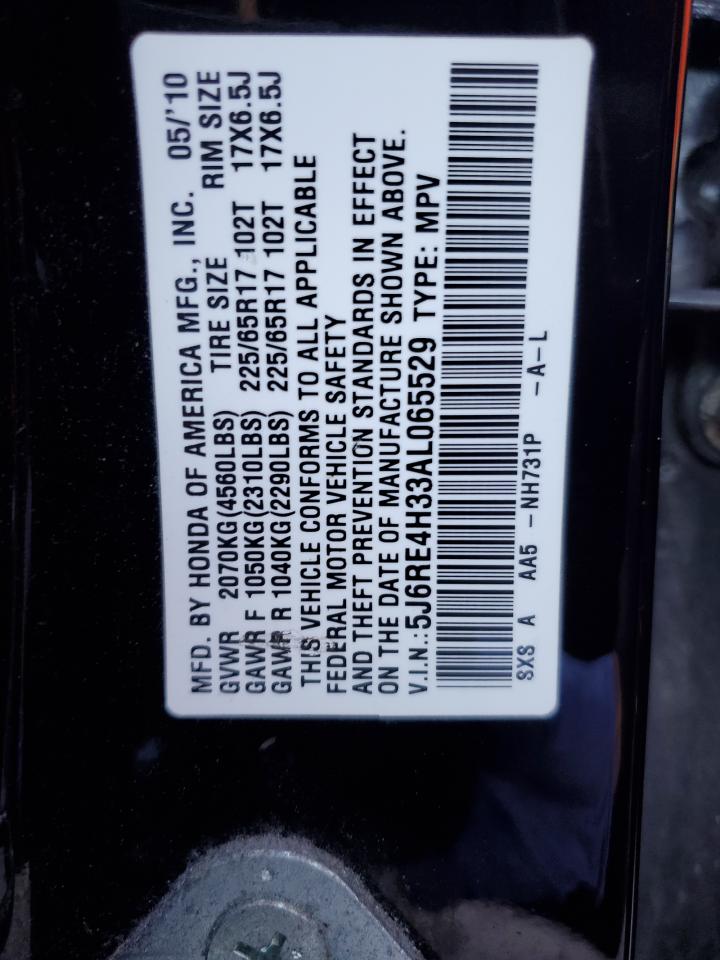 MFD. BY HONDA OF AMERICA MFG., INC. 05/'10
GVWR 2070KG(4560LBS) TIRE SIZE RIM SIZE
GAWR F 1050KG(2310LBS) 225/65R17 102T 17X6.5J
GAWR R 1040KG(2290LBS) 225/65R17 102T 17X6.5J
THIS VEHICLE CONFORMS TO ALL APPLICABLE
FEDERAL MOTOR VEHICLE SAFETY
AND THEFT PREVENTION STANDARDS IN EFFECT
ON THE DATE OF MANUFACTURE SHOWN ABOVE.
V.I.N.:5J6RE4H33AL065529 TYPE: MPV
SXS A AA5 -NH731P -A-L